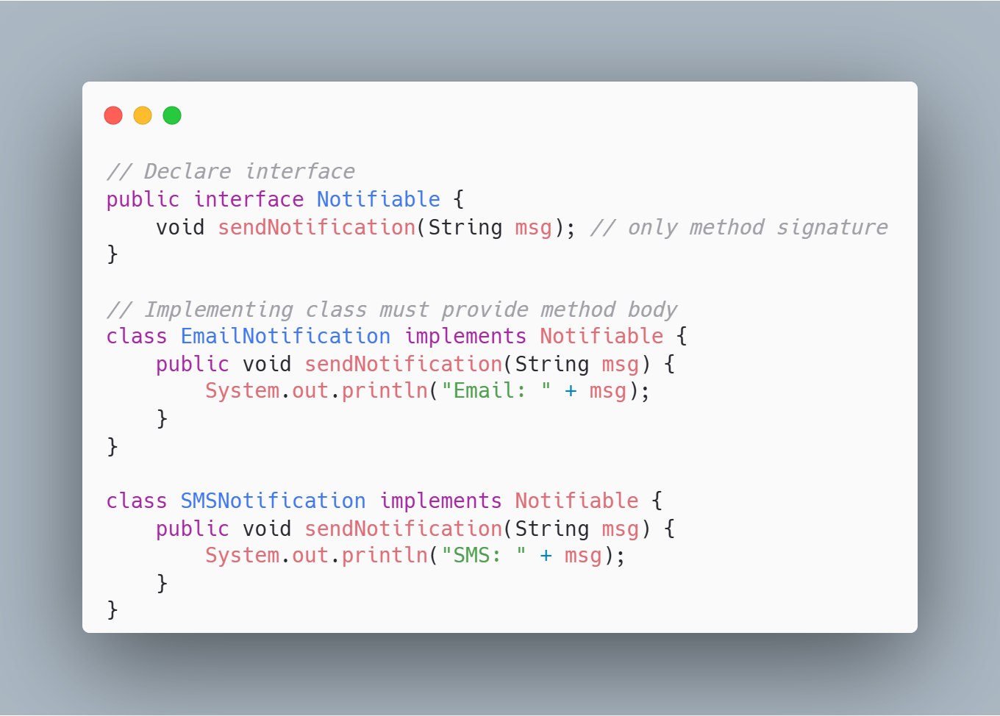 // Declare interface
public interface Notifiable {
    void sendNotification(String msg); // only method signature
}

// Implementing class must provide method body
class EmailNotification implements Notifiable {
    public void sendNotification(String msg) {
        System.out.println("Email: " + msg);
    }
}

class SMSNotification implements Notifiable {
    public void sendNotification(String msg) {
        System.out.println("SMS: " + msg);
    }
}